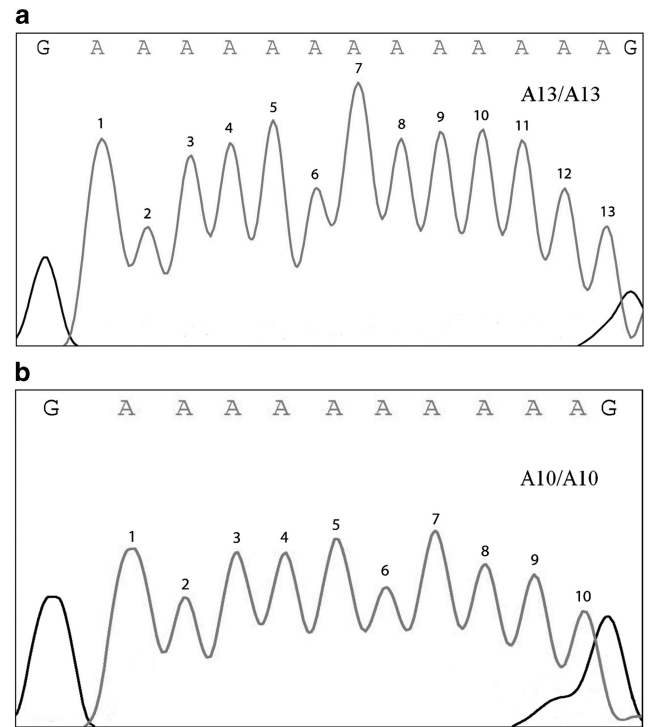 a
G A A A A A A A A A A A A A G
7
A13/A13
1 3 4 5 8 9 10 11
2 6 12 13
b
G A A A A A A A A A A G
A10/A10
1 3 4 5 7 8 9
2 6 10